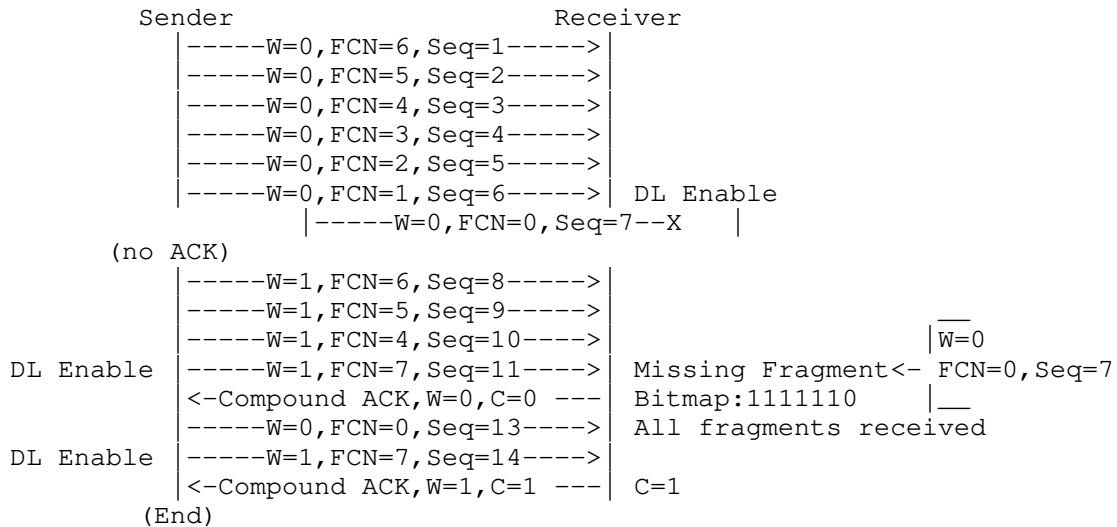 Sender                     Receiver
|-----W=0,FCN=6,Seq=1----->|
|-----W=0,FCN=5,Seq=2----->|
|-----W=0,FCN=4,Seq=3----->|
|-----W=0,FCN=3,Seq=4----->|
|-----W=0,FCN=2,Seq=5----->|
|-----W=0,FCN=1,Seq=6----->| DL Enable
|-----W=0,FCN=0,Seq=7--X   |
(no ACK)
|-----W=1,FCN=6,Seq=8----->|
|-----W=1,FCN=5,Seq=9----->|                    __
|-----W=1,FCN=4,Seq=10---->|                   |W=0
DL Enable |-----W=1,FCN=7,Seq=11---->| Missing Fragment<- FCN=0,Seq=7
|<-Compound ACK,W=0,C=0 ---| Bitmap:1111110    |__
|-----W=0,FCN=0,Seq=13---->| All fragments received
DL Enable |-----W=1,FCN=7,Seq=14---->|
|<-Compound ACK,W=1,C=1 ---| C=1
(End)